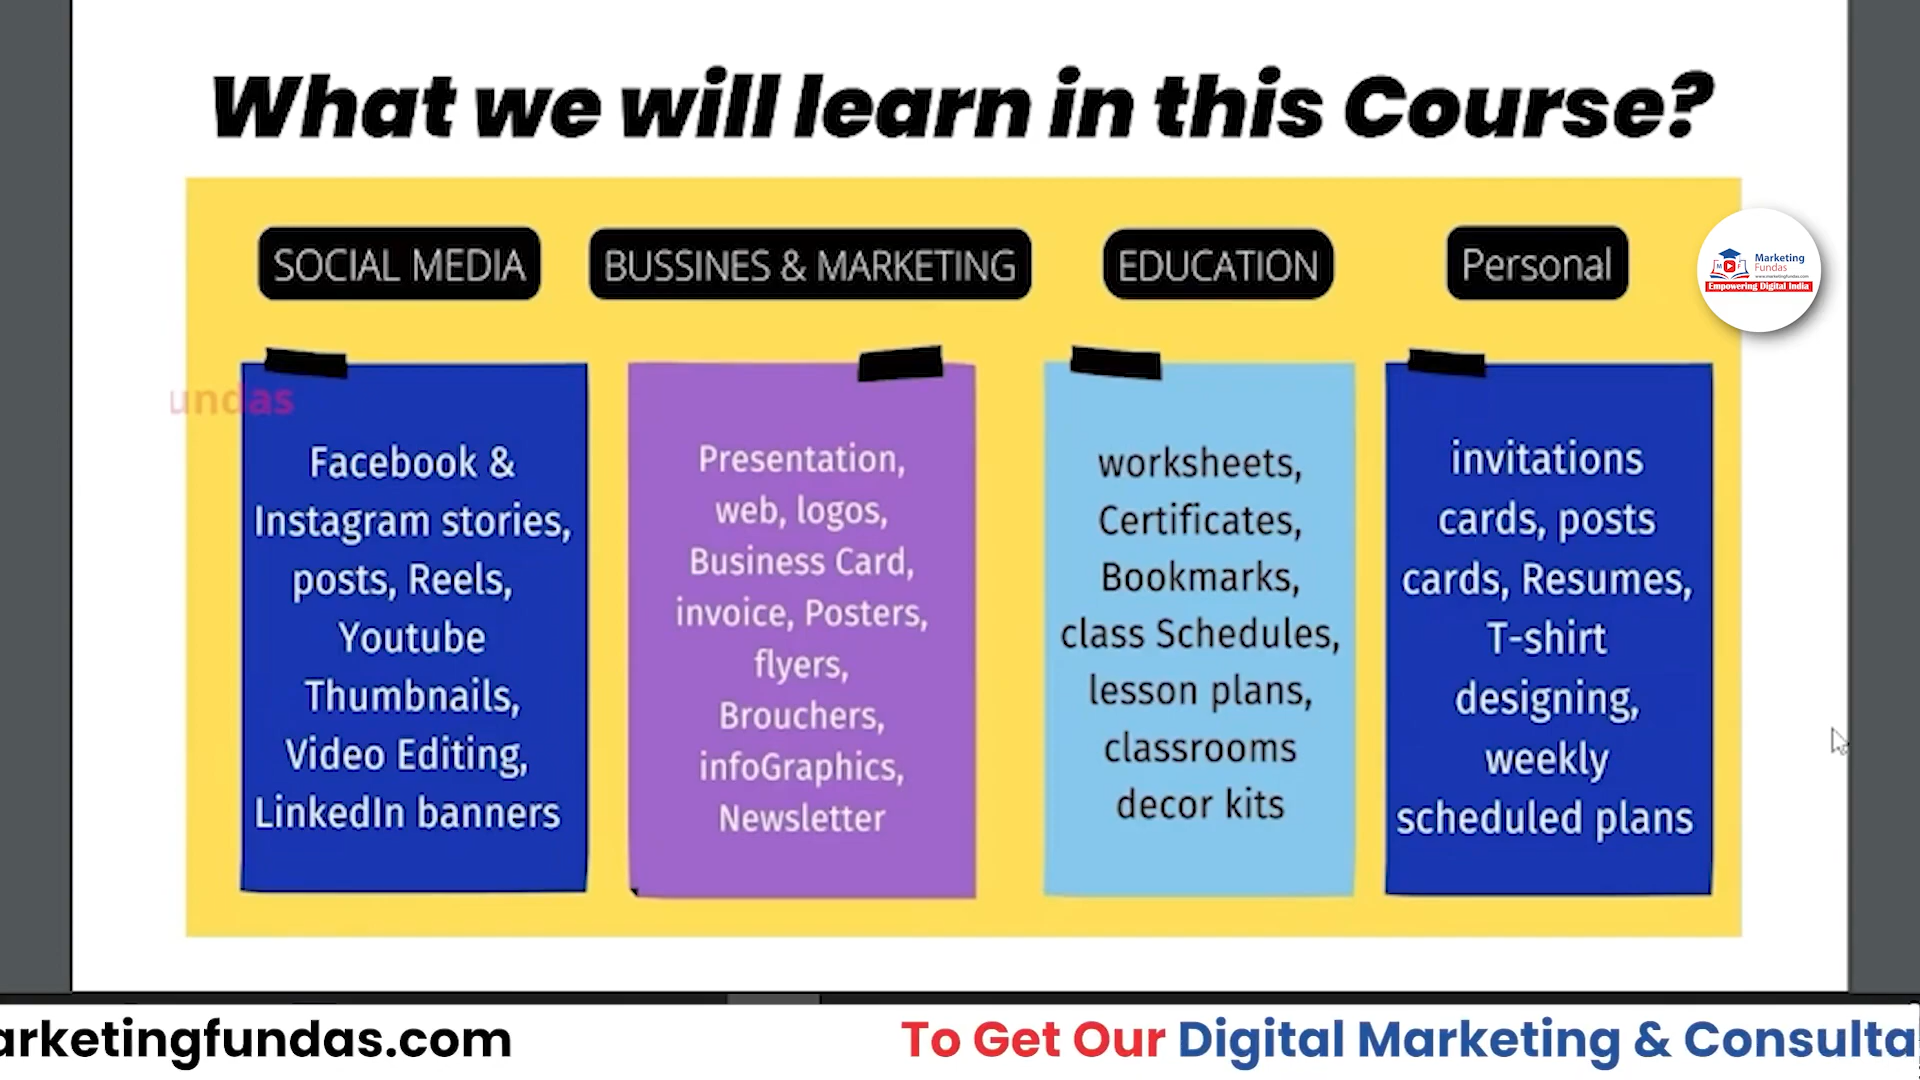 What we will learn in this Course?
SOCIAL MEDIA
BUSSINES & MARKETING
EDUCATION
Personal
Marketing
Fundas
www.marketingfundas.com
Empowering Digital India
undas
Facebook &
Instagram stories,
posts, Reels,
Youtube
Thumbnails,
Video Editing,
LinkedIn banners
Presentation,
web, logos,
Business Card,
invoice, Posters,
flyers,
Brouchers,
infoGraphics,
Newsletter
worksheets,
Certificates,
Bookmarks,
class Schedules,
lesson plans,
classrooms
decor kits
invitations
cards, posts
cards, Resumes,
T-shirt
designing,
weekly
scheduled plans
arketingfundas.com
To Get Our Digital Marketing & Consulta